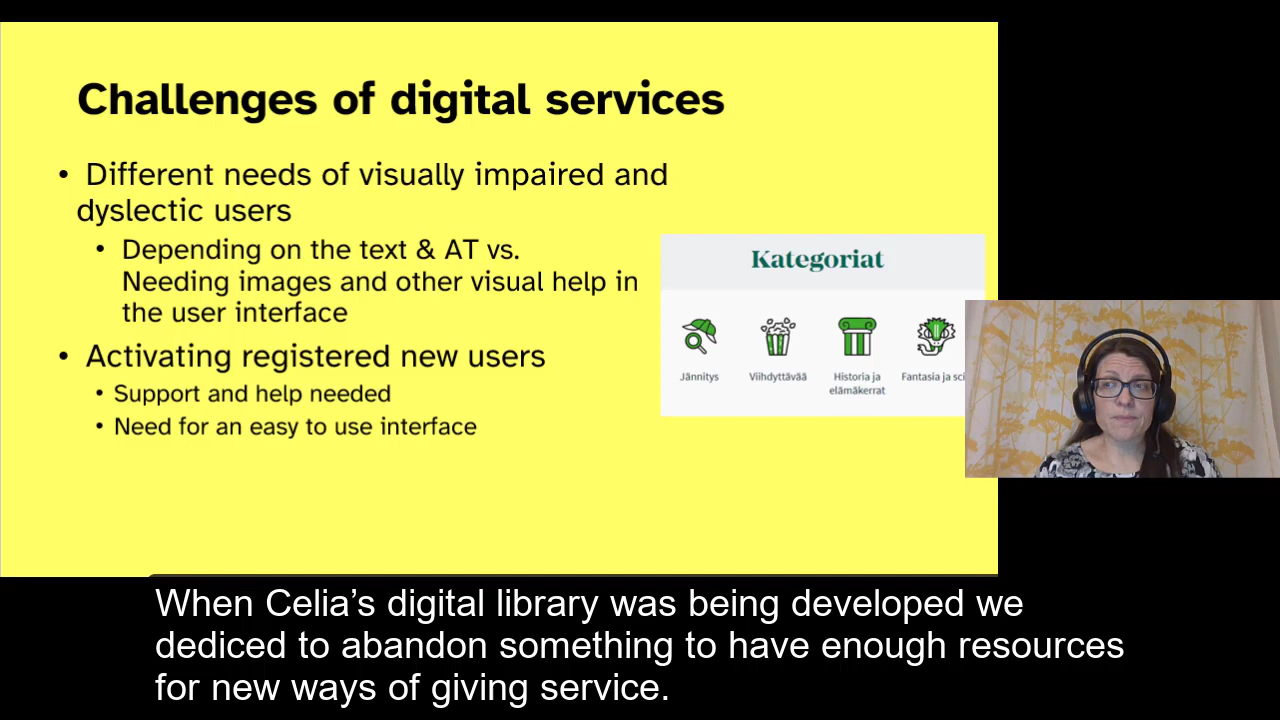 Challenges of digital services
• Different needs of visually impaired and
dyslectic users
• Depending on the text & AT vs.
Needing images and other visual help in
the user interface
• Activating registered new users
• Support and help needed
• Need for an easy to use interface
Kategoriat
Jännitys
Viihdyttävää
Historia ja
elämäkerrat
Fantasia ja sci
When Celia’s digital library was being developed we
dediced to abandon something to have enough resources
for new ways of giving service.